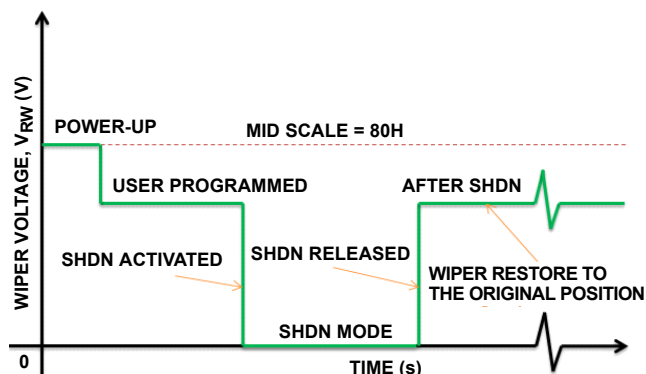 WIPER VOLTAGE, VRW (V)
POWER-UP
MID SCALE = 80H
USER PROGRAMMED
AFTER SHDN
SHDN ACTIVATED
SHDN RELEASED
WIPER RESTORE TO
THE ORIGINAL POSITION
SHDN MODE
0
TIME (s)